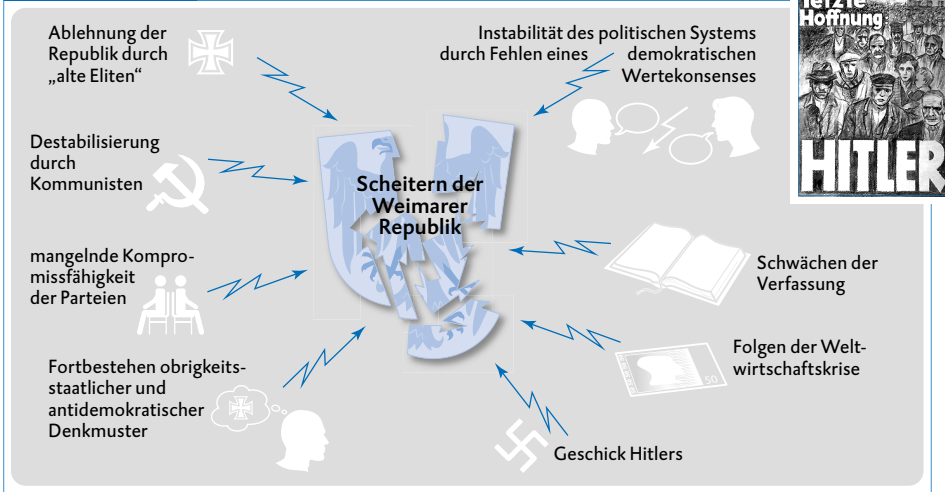 Ablehnung der
Republik durch
„alte Eliten“
Instabilität des politischen Systems
durch Fehlen eines demokratischen
Wertekonsenses
letzte
Hoffnung:
HITLER
Destabilisierung
durch
Kommunisten
Scheitern der
Weimarer
Republik
mangelnde Kompro-
missfähigkeit
der Parteien
Schwächen der
Verfassung
Fortbestehen obrigkeits-
staatlicher und
antidemokratischer
Denkmuster
Folgen der Welt-
wirtschaftskrise
50
Geschick Hitlers